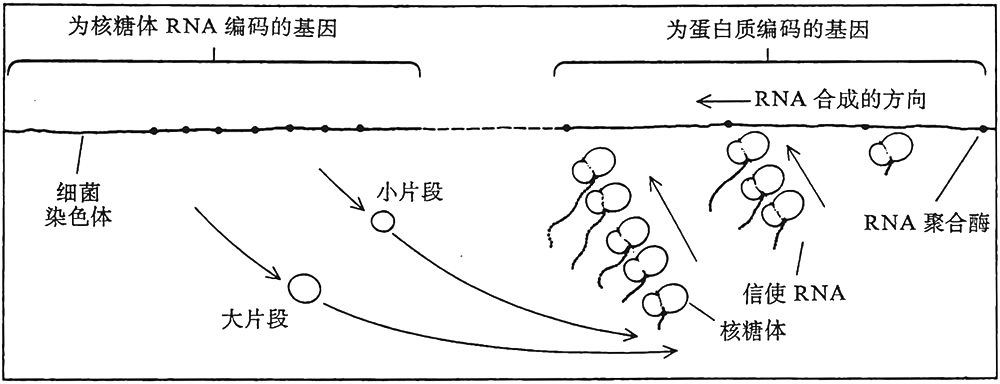 为核糖体 RNA 编码的基因
为蛋白质编码的基因
RNA 合成的方向
细菌
染色体
小片段
RNA 聚合酶
大片段
信使 RNA
核糖体